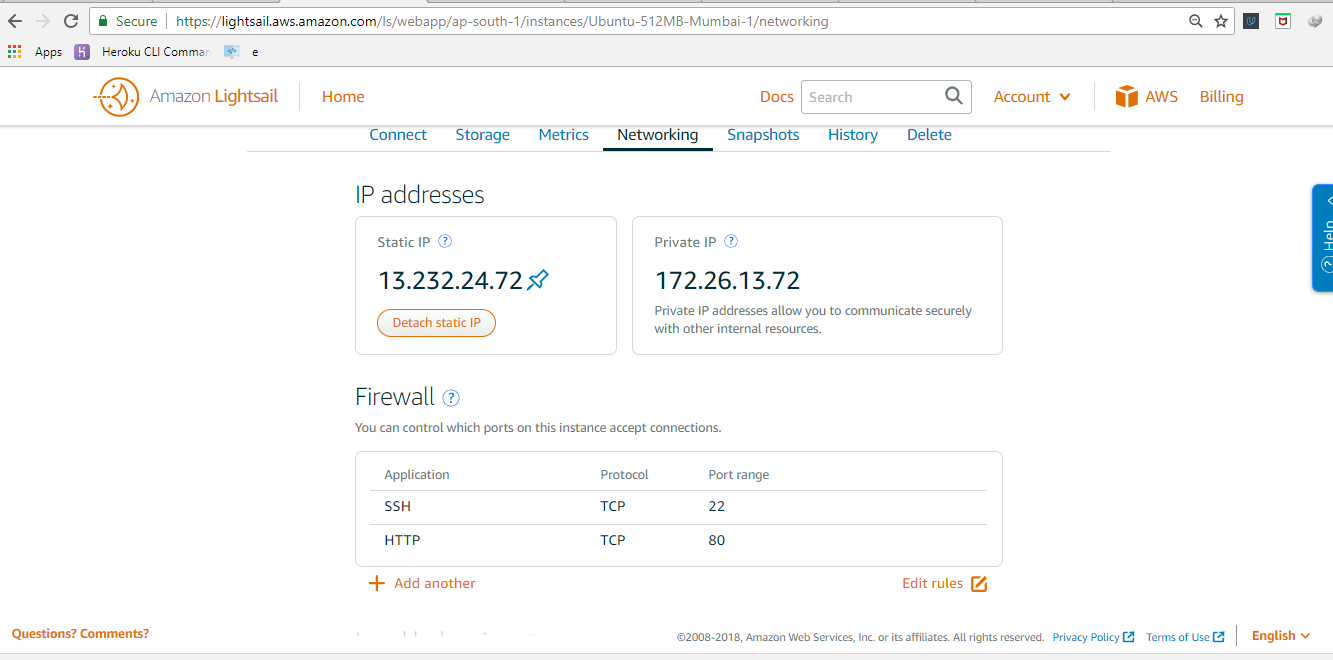 Secure https://lightsail.aws.amazon.com/ls/webapp/ap-south-1/instances/Ubuntu-512MB-Mumbai-1/networking
Apps Heroku CLI Comman e
Amazon Lightsail Home Docs Search Account AWS Billing
Connect Storage Metrics Networking Snapshots History Delete
IP addresses
Static IP ? Private IP ?
13.232.24.72 172.26.13.72
Detach static IP
Private IP addresses allow you to communicate securely
with other internal resources.
? Help
Firewall ?
You can control which ports on this instance accept connections.
Application Protocol Port range
SSH TCP 22
HTTP TCP 80
+ Add another Edit rules
Questions? Comments? ©2008-2018, Amazon Web Services, Inc. or its affiliates. All rights reserved. Privacy Policy Terms of Use English